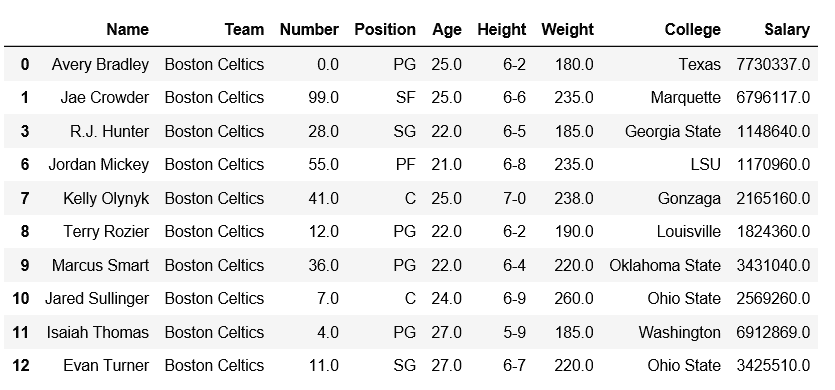 Name Team Number Position Age Height Weight College Salary
0 Avery Bradley Boston Celtics 0.0 PG 25.0 6-2 180.0 Texas 7730337.0
1 Jae Crowder Boston Celtics 99.0 SF 25.0 6-6 235.0 Marquette 6796117.0
3 R.J. Hunter Boston Celtics 28.0 SG 22.0 6-5 185.0 Georgia State 1148640.0
6 Jordan Mickey Boston Celtics 55.0 PF 21.0 6-8 235.0 LSU 1170960.0
7 Kelly Olynyk Boston Celtics 41.0 C 25.0 7-0 238.0 Gonzaga 2165160.0
8 Terry Rozier Boston Celtics 12.0 PG 22.0 6-2 190.0 Louisville 1824360.0
9 Marcus Smart Boston Celtics 36.0 PG 22.0 6-4 220.0 Oklahoma State 3431040.0
10 Jared Sullinger Boston Celtics 7.0 C 24.0 6-9 260.0 Ohio State 2569260.0
11 Isaiah Thomas Boston Celtics 4.0 PG 27.0 5-9 185.0 Washington 6912869.0
12 Evan Turner Boston Celtics 11.0 SG 27.0 6-7 220.0 Ohio State 3425510.0